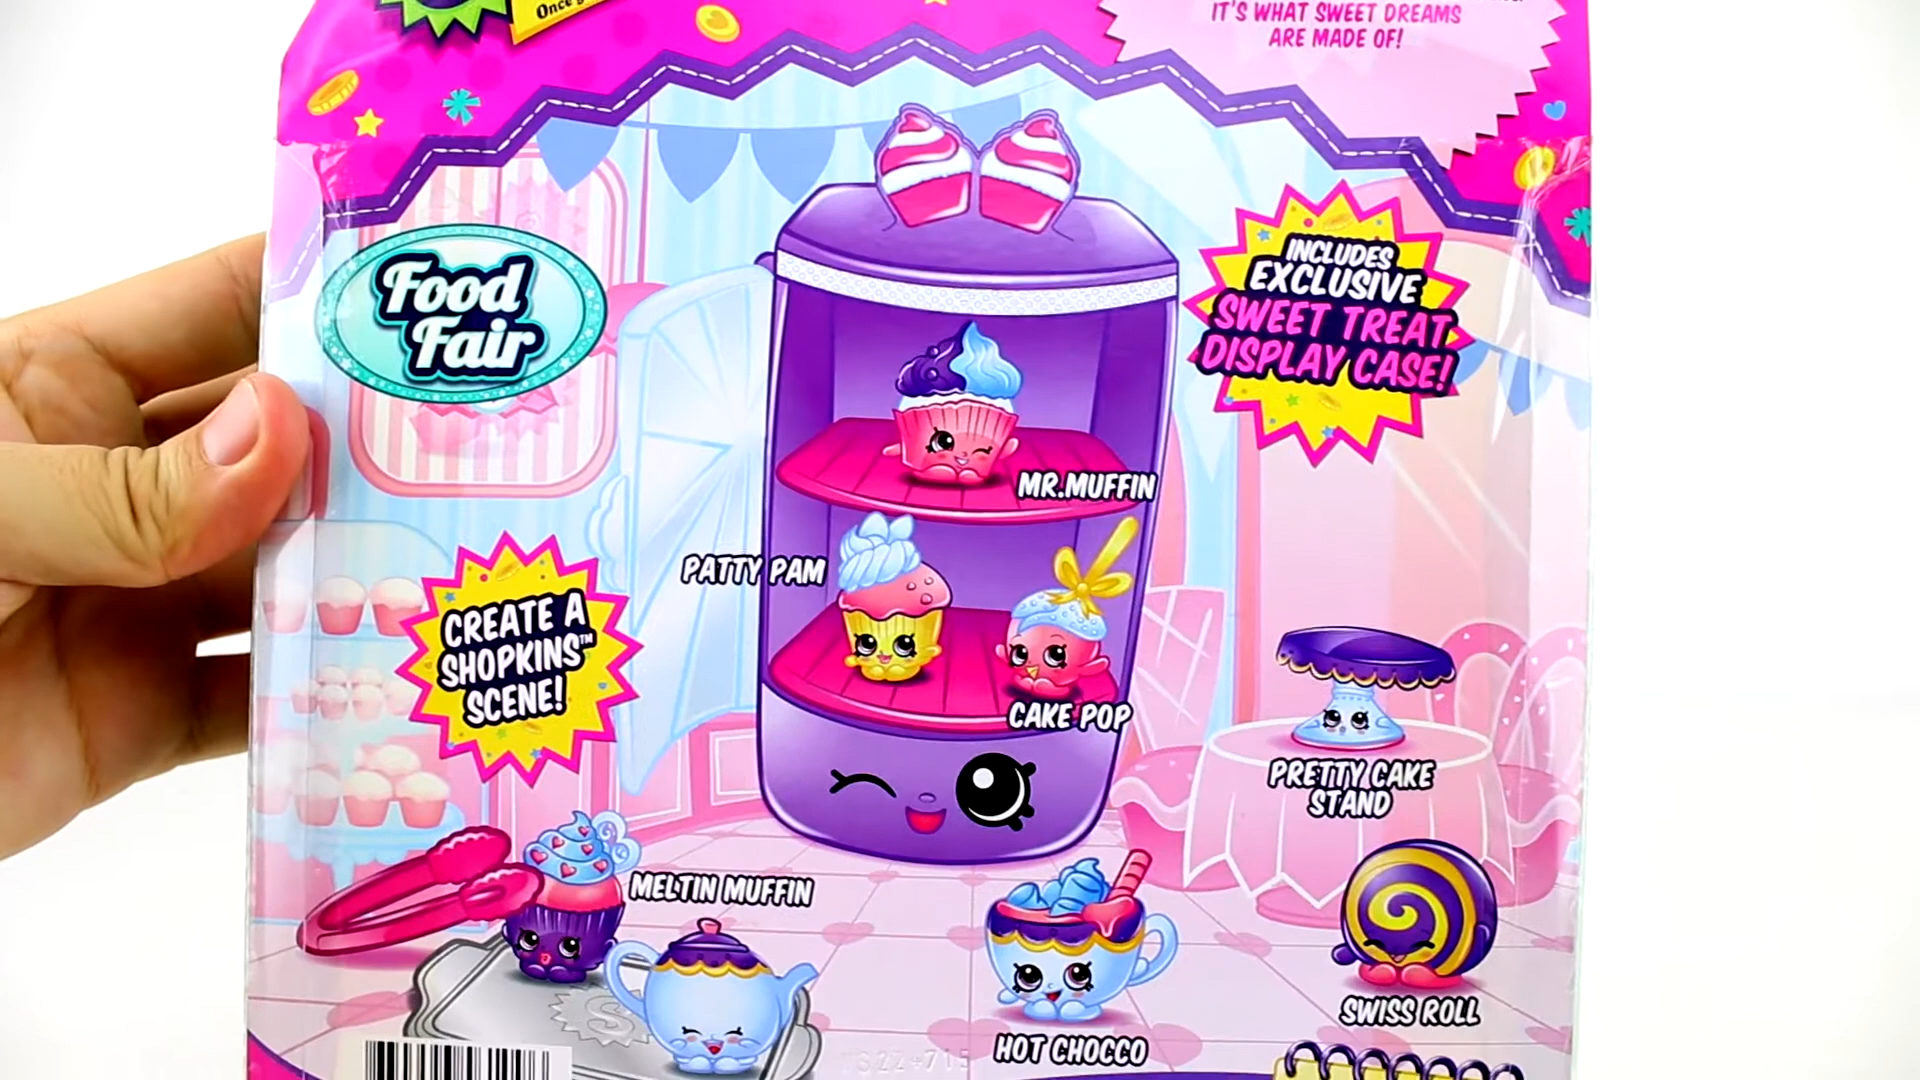 Once
IT'S WHAT SWEET DREAMS
ARE MADE OF!
Food
Fair
INCLUDES
EXCLUSIVE
SWEET TREAT
DISPLAY CASE!
MR.MUFFIN
PATTY PAM
CREATE A
SHOPKINS™
SCENE!
CAKE POP
PRETTY CAKE
STAND
MELTIN MUFFIN
S
SWISS ROLL
HOT CHOCCO